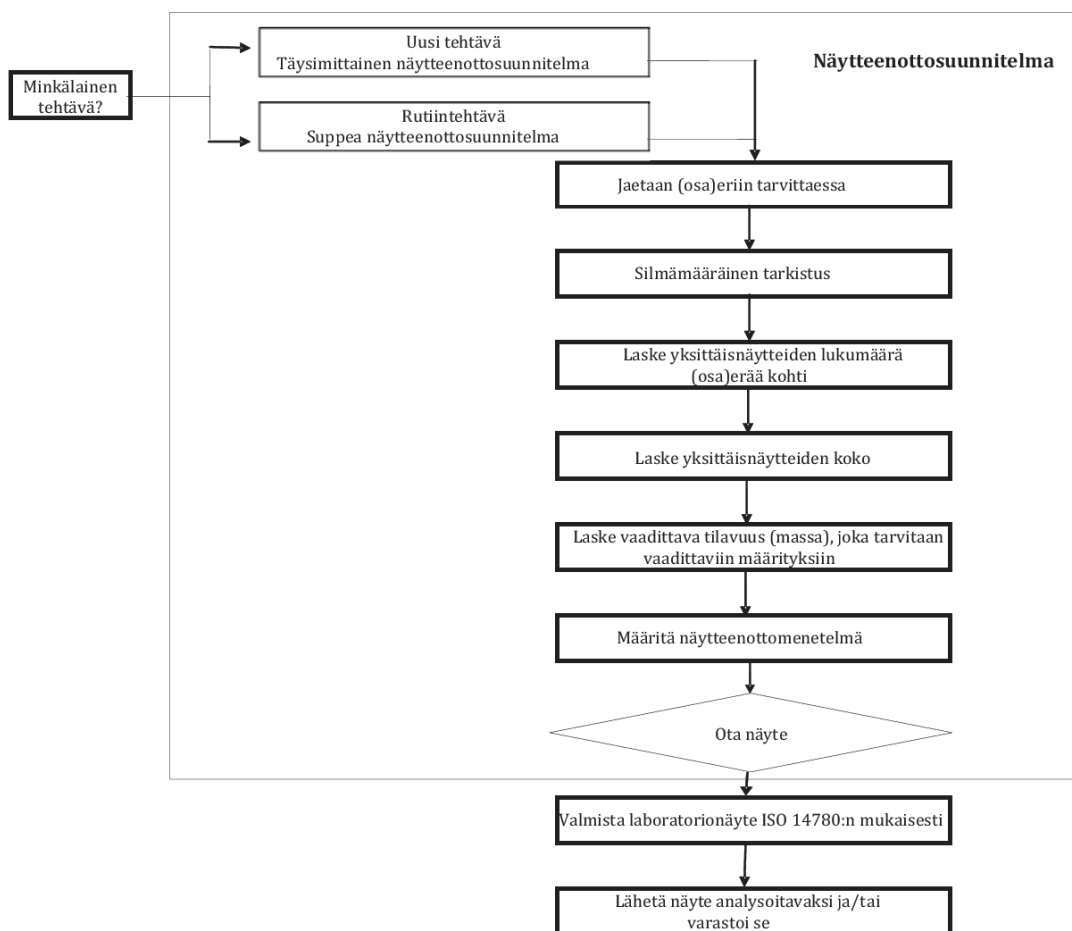 Näytteenottosuunnitelma
Minkälainen
tehtävä?
Uusi tehtävä
Täysimittainen näytteenottosuunnitelma
Rutiintehtävä
Suppea näytteenottosuunnitelma
Jaetaan (osa)eriin tarvittaessa
Silmämääräinen tarkistus
Laske yksittäisnäytteiden lukumäärä
(osa)erää kohti
Laske yksittäisnäytteiden koko
Laske vaadittava tilavuus (massa), joka tarvitaan
vaadittaviin määrityksiin
Määritä näytteenottomenetelmä
Ota näyte
Valmista laboratorionäyte ISO 14780:n mukaisesti
Lähetä näyte analysoitavaksi ja/tai
varastoi se